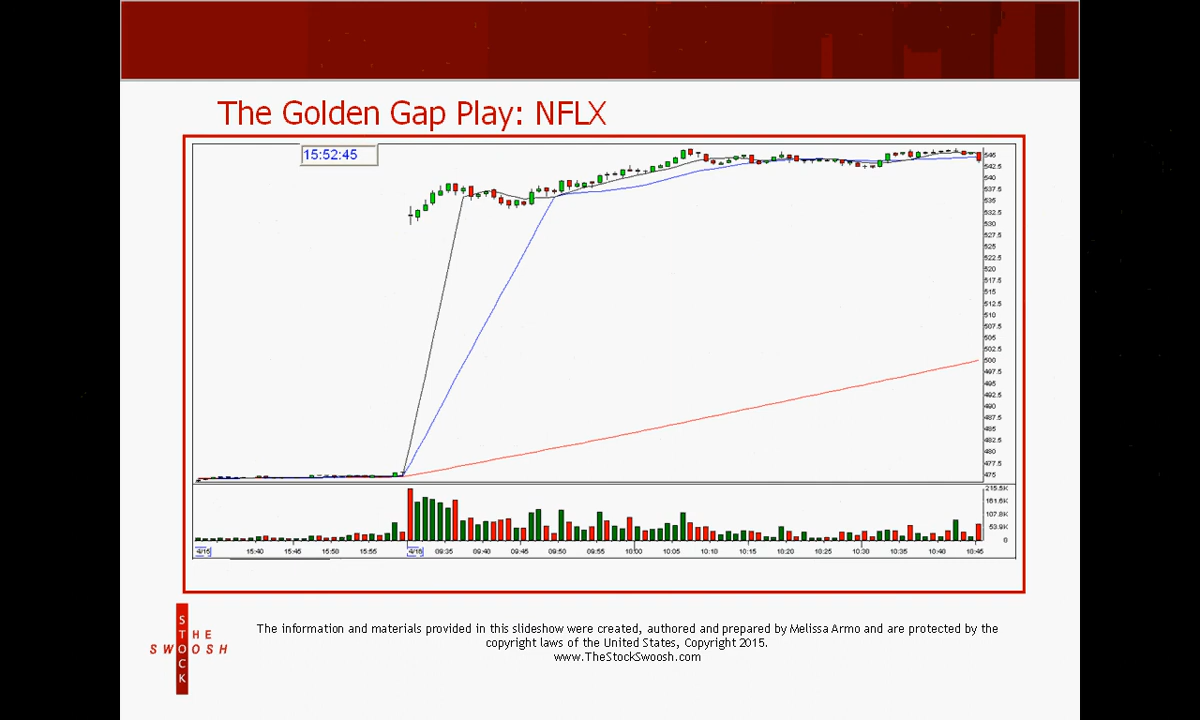 The Golden Gap Play: NFLX
15:52:45
545
542.5
540
537.5
535
532.5
530
527.5
525
522.5
520
517.5
515
512.5
510
507.5
505
502.5
500
497.5
495
492.5
490
487.5
485
482.5
480
477.5
475
215.5K
161.6K
107.8K
53.9K
0
4/15 15:40 15:45 15:50 15:55 4/16 09:35 09:40 09:45 09:50 09:55 10:00 10:05 10:10 10:15 10:20 10:25 10:30 10:35 10:40 10:45
THE
SWOOSH
STOCK
The information and materials provided in this slideshow were created, authored and prepared by Melissa Armo and are protected by the
copyright laws of the United States, Copyright 2015.
www.TheStockSwoosh.com